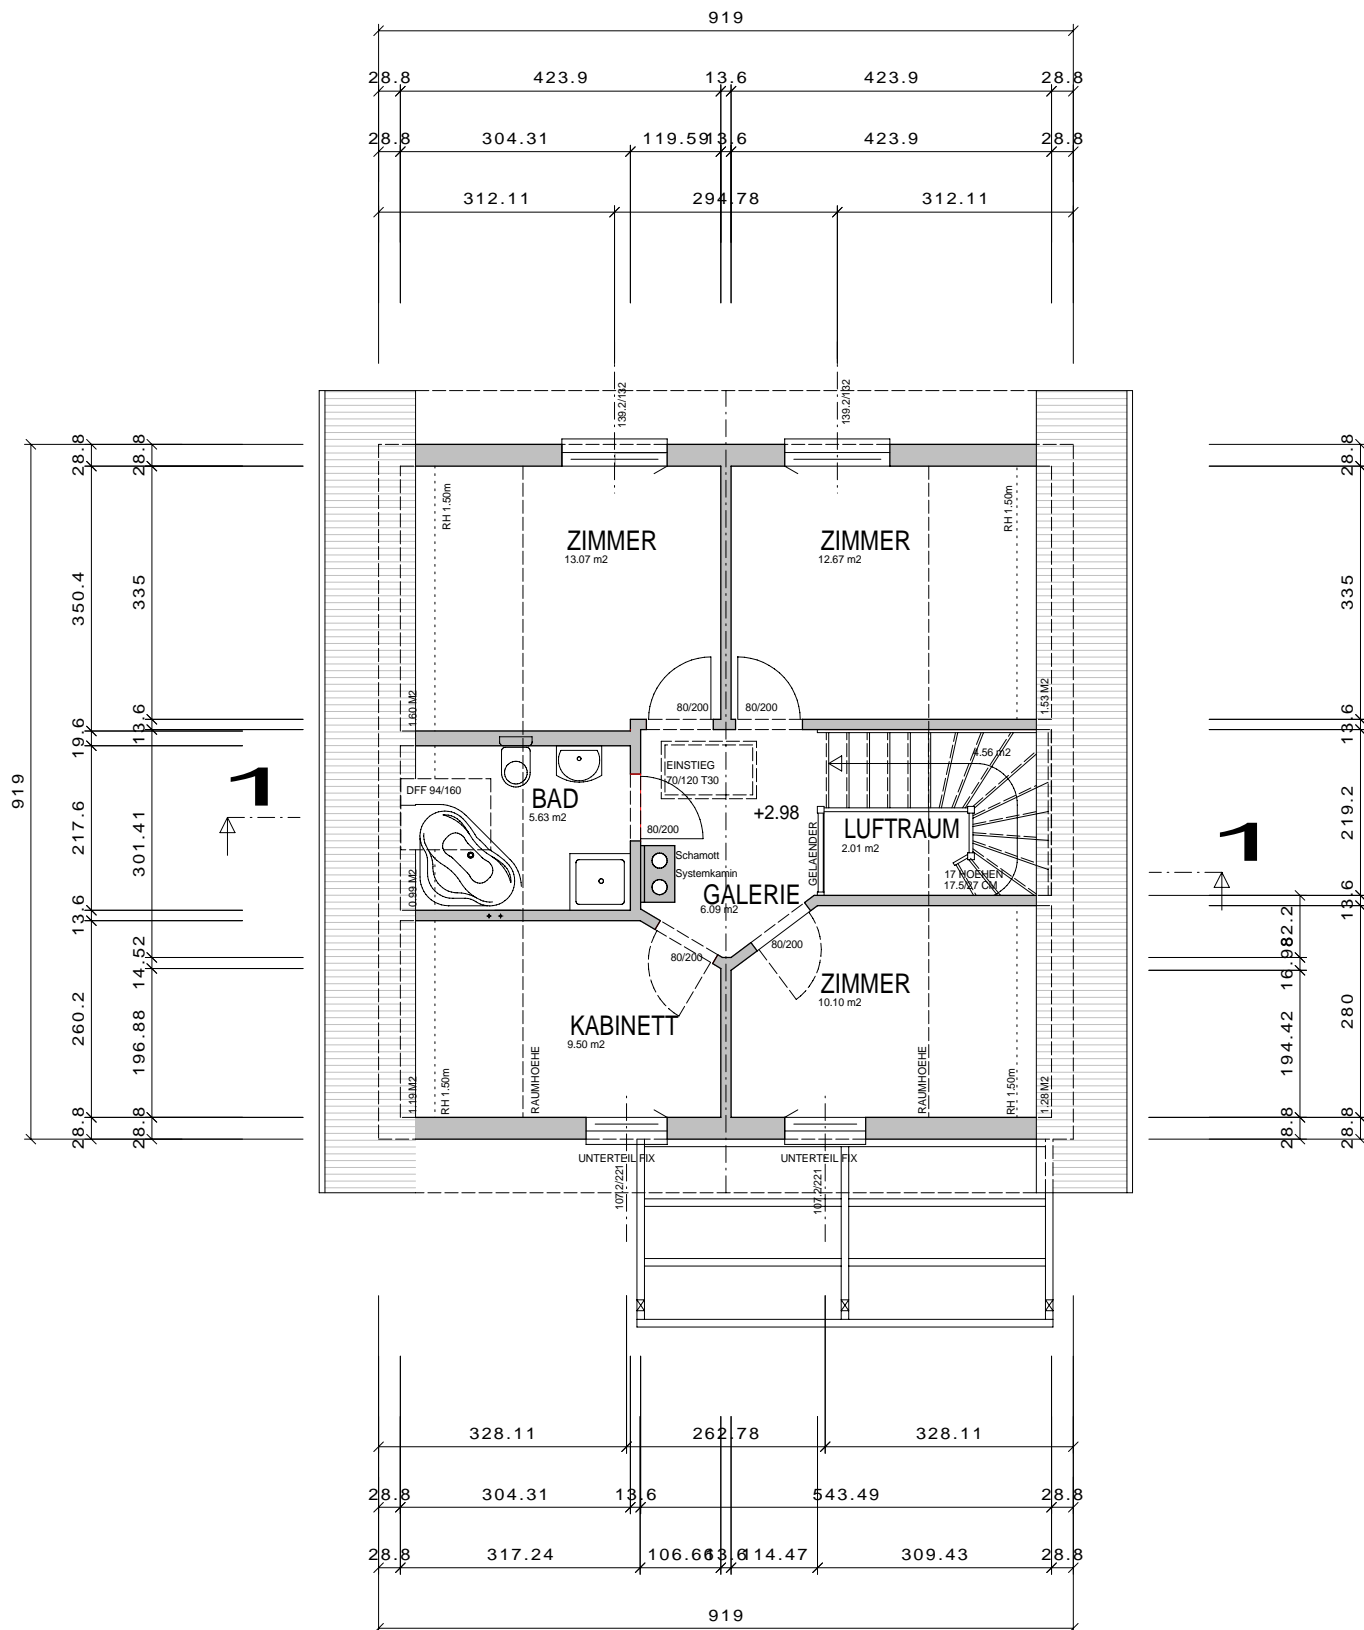 919
28.8 423.9 13.6 423.9 28.8
28.8 304.31 119.59 13.6 423.9 28.8
312.11 294.78 312.11
139.2/132
139.2/132
919
28.8 350.4 19.6 217.6 13.6 260.2 28.8
28.8 335 13.6 301.41 14.52 196.88 28.8
RH 1.50m
RH 1.50m
ZIMMER
13.07 m2
ZIMMER
12.67 m2
1.60 M2
1.53 M2
80/200
80/200
EINSTIEG
70/120 T30
4.56 m2
1
DFF 94/160
BAD
5.63 m2
80/200
+2.98
GELAENDER
LUFTRAUM
2.01 m2
1
Schamott
Systemkamin
0.99 M2
GALERIE
6.09 m2
17 HOEHEN
17.5/27 CM
80/200
80/200
ZIMMER
10.10 m2
KABINETT
9.50 m2
1.19 M2
RH 1.50m
RAUMHOEHE
RAUMHOEHE
RH 1.50m
1.28 M2
UNTERTEIL FIX
UNTERTEIL FIX
107.2/221
107.2/221
28.8 335 13.6 219.2 13.6 280 28.8
82.2 16.9 194.42 28.8
328.11 262.78 328.11
28.8 304.31 13.6 543.49 28.8
28.8 317.24 106.66 13.6 114.47 309.43 28.8
919